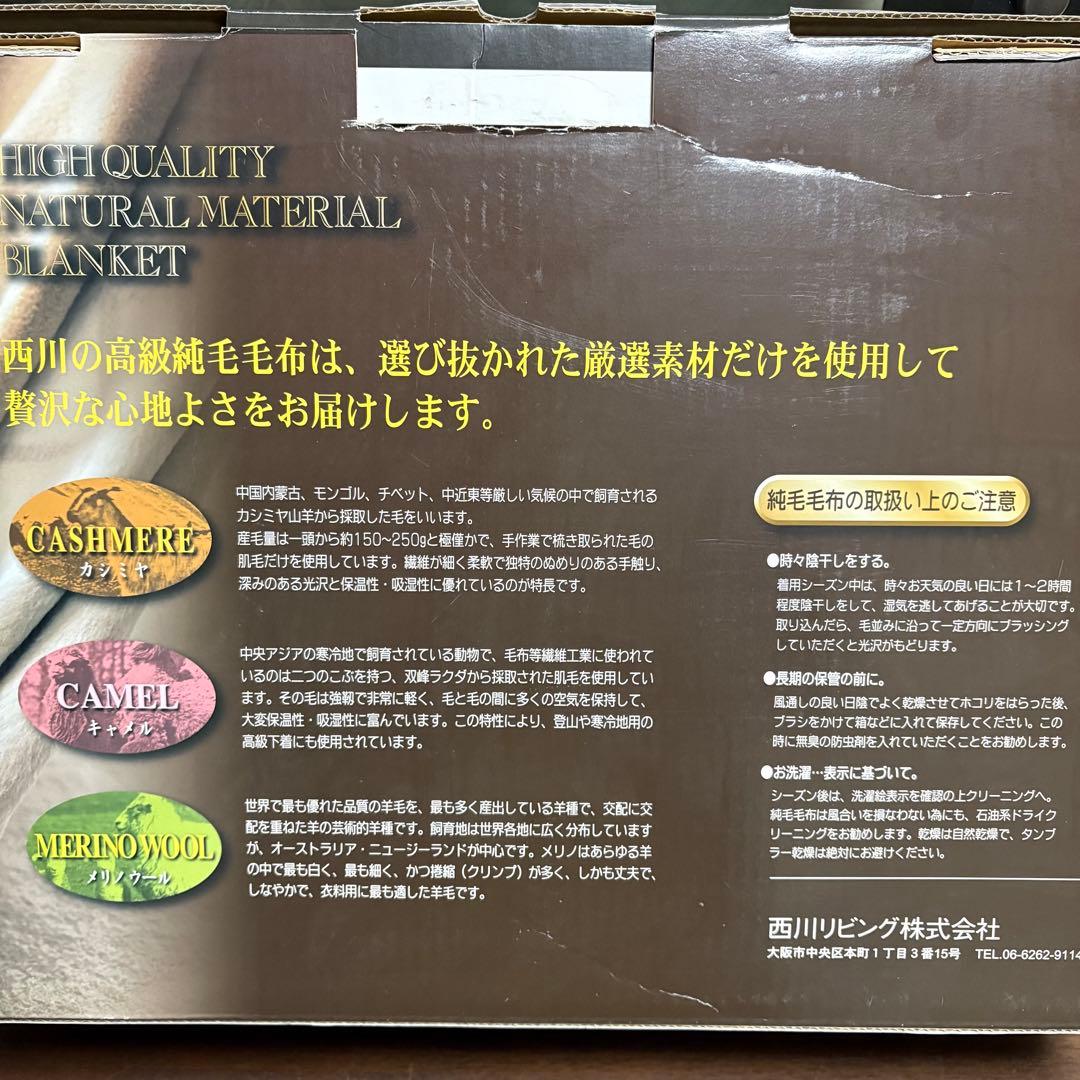 HIGH QUALITY
NATURAL MATERIAL
BLANKET
西川の高級純毛毛布は、選び抜かれた厳選素材だけを使用して
贅沢な心地よさをお届けします。
CASHMERE
カシミヤ
中国内蒙古、モンゴル、チベット、中近東等厳しい気候の中で飼育される
カシミヤ山羊から採取した毛をいいます。
産毛量は一頭から約150~250gと極僅かで、手作業で梳き取られた毛の
肌毛だけを使用しています。繊維が細く柔軟で独特のぬめりのある手触り、
深みのある光沢と保温性・吸湿性に優れているのが特長です。
CAMEL
キャメル
中央アジアの寒冷地で飼育されている動物で、毛布等繊維工業に使われて
いるのは二つのこぶを持つ、双峰ラクダから採取された肌毛を使用してい
ます。その毛は強靭で非常に軽く、毛と毛の間に多くの空気を保持して、
大変保温性・吸湿性に富んでいます。この特性により、登山や寒冷地用の
高級下着にも使用されています。
MERINO WOOL
メリノウール
世界で最も優れた品質の羊毛を、最も多く産出している羊種で、交配に交
配を重ねた羊の芸術的羊種です。飼育地は世界各地に広く分布しています
が、オーストラリア・ニュージーランドが中心です。メリノはあらゆる羊
の中で最も白く、最も細く、かつ捲縮（クリンプ）が多く、しかも丈夫で、
しなやかで、衣料用に最も適した羊毛です。
純毛毛布の取扱い上のご注意
●時々陰干しをする。
着用シーズン中は、時々お天気の良い日には1〜2時間
程度陰干しをして、湿気を逃してあげることが大切です。
取り込んだら、毛並みに沿って一定方向にブラッシング
していただくと光沢がもどります。
●長期の保管の前に。
風通しの良い日陰でよく乾燥させてホコリをはらった後、
ブラシをかけて箱などに入れて保存してください。この
時に無臭の防虫剤を入れていただくことをお勧めします。
●お洗濯…表示に基づいて。
シーズン後は、洗濯絵表示を確認の上クリーニングへ。
純毛毛布は風合いを損なわない為にも、石油系ドライク
リーニングをお勧めします。乾燥は自然乾燥で、タンブ
ラー乾燥は絶対にお避けください。
西川リビング株式会社
大阪市中央区本町1丁目3番15号 TEL.06-6262-9114